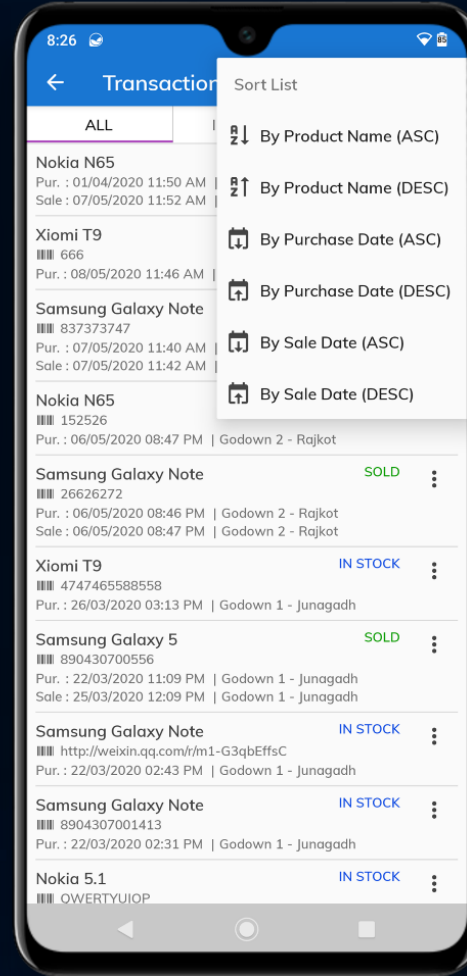 8:26
85
Transaction
Sort List
By Product Name (ASC)
By Product Name (DESC)
By Purchase Date (ASC)
By Purchase Date (DESC)
By Sale Date (ASC)
By Sale Date (DESC)
ALL
Nokia N65
Pur. : 01/04/2020 11:50 AM |
Sale : 07/05/2020 11:52 AM |
Xiomi T9
666
Pur. : 08/05/2020 11:46 AM |
Samsung Galaxy Note
837373747
Pur. : 07/05/2020 11:40 AM |
Sale : 07/05/2020 11:42 AM |
Nokia N65
152526
Pur. : 06/05/2020 08:47 PM | Godown 2 - Rajkot
Samsung Galaxy Note SOLD
26626272
Pur. : 06/05/2020 08:46 PM | Godown 2 - Rajkot
Sale : 06/05/2020 08:47 PM | Godown 2 - Rajkot
Xiomi T9 IN STOCK
4747465588558
Pur. : 26/03/2020 03:13 PM | Godown 1 - Junagadh
Samsung Galaxy 5 SOLD
890430700556
Pur. : 22/03/2020 11:09 PM | Godown 1 - Junagadh
Sale : 25/03/2020 12:09 PM | Godown 1 - Junagadh
Samsung Galaxy Note IN STOCK
http://weixin.qq.com/r/m1-G3qbEffsC
Pur. : 22/03/2020 02:43 PM | Godown 1 - Junagadh
Samsung Galaxy Note IN STOCK
8904307001413
Pur. : 22/03/2020 02:31 PM | Godown 1 - Junagadh
Nokia 5.1 IN STOCK
QWERTYUIOP